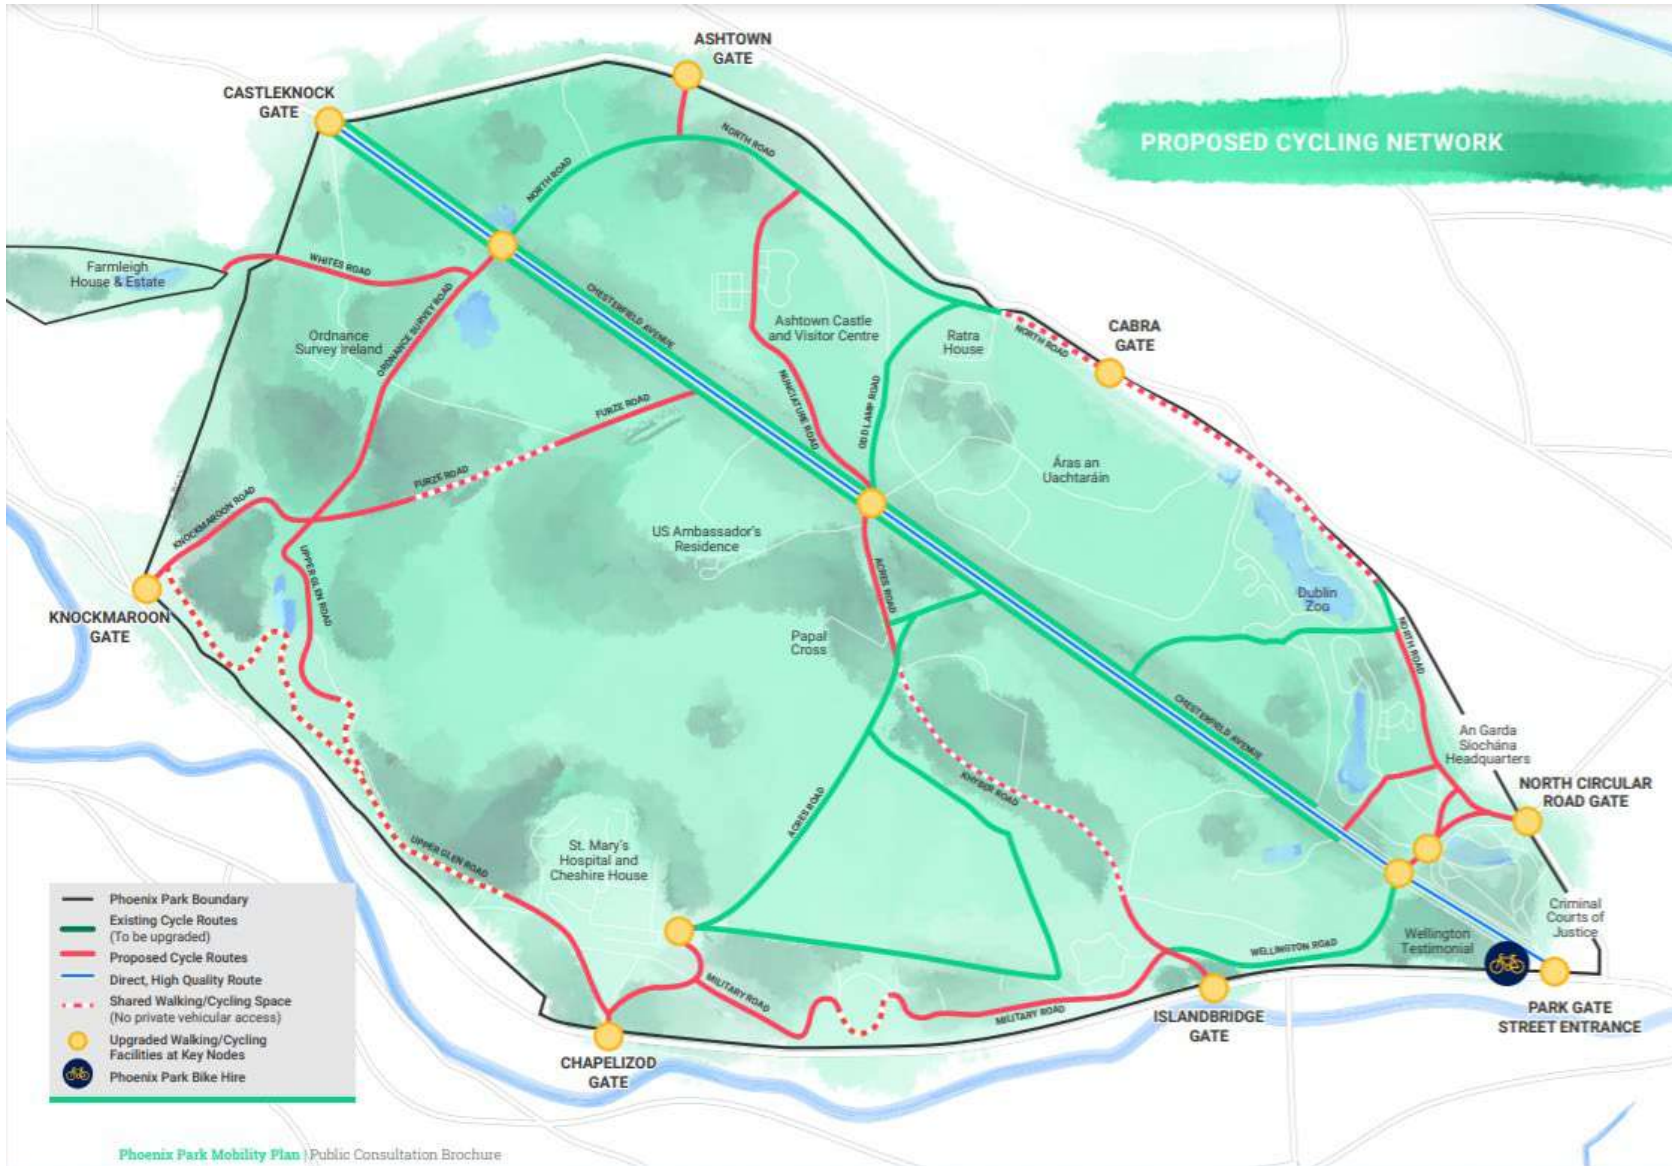 ASHTOWN
GATE
CASTLEKNOCK
GATE
PROPOSED CYCLING NETWORK
NORTH ROAD
NORTH ROAD
WHITES ROAD
Farmleigh
House & Estate
ORDNANCE SURVEY ROAD
CHESTERFIELD AVENUE
Ordnance
Survey Ireland
Ashtown Castle
and Visitor Centre
Ratra
House
NORTH ROAD
CABRA
GATE
NUNCIATURE ROAD
ODD LAMP ROAD
FURZE ROAD
FURZE ROAD
Áras an
Uachtaráin
KNOCKMAROON ROAD
US Ambassador's
Residence
UPPER GLEN ROAD
ACRES ROAD
Dublin
Zoo
KNOCKMAROON
GATE
Papal
Cross
NORTH ROAD
CHESTERFIELD AVENUE
An Garda
Síochána
Headquarters
KHYBER ROAD
NORTH CIRCULAR
ROAD GATE
ACRES ROAD
UPPER GLEN ROAD
St. Mary's
Hospital and
Cheshire House
Criminal
Courts of
Justice
Wellington
Testimonial
WELLINGTON ROAD
MILITARY ROAD
MILITARY ROAD
ISLANDBRIDGE
GATE
PARK GATE
STREET ENTRANCE
CHAPELIZOD
GATE
Phoenix Park Boundary
Existing Cycle Routes
(To be upgraded)
Proposed Cycle Routes
Direct, High Quality Route
Shared Walking/Cycling Space
(No private vehicular access)
Upgraded Walking/Cycling
Facilities at Key Nodes
Phoenix Park Bike Hire
Phoenix Park Mobility Plan | Public Consultation Brochure